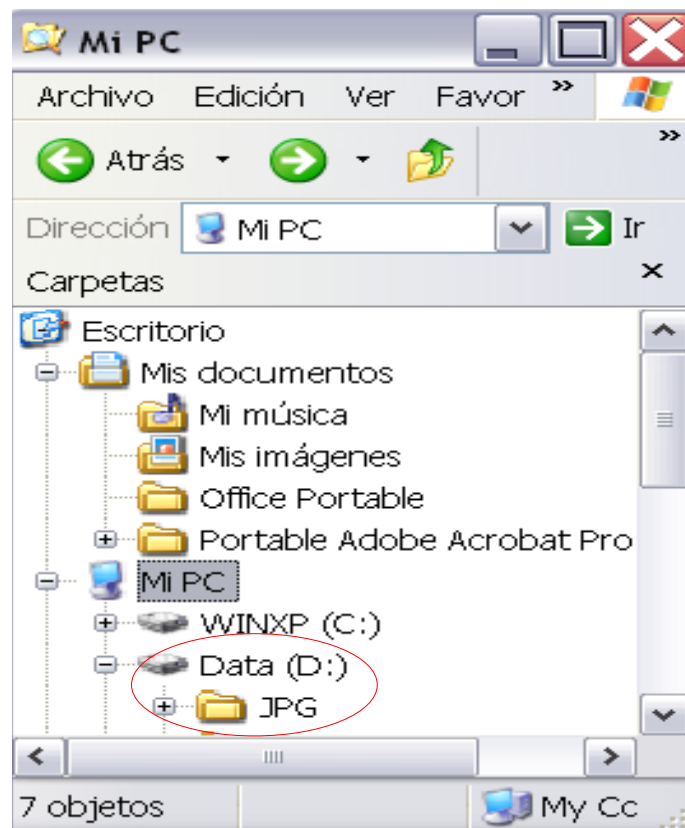 Mi PC
Archivo Edición Ver Favor »
Atrás »
Dirección Mi PC Ir
Carpetas
Escritorio
Mis documentos
Mi música
Mis imágenes
Office Portable
Portable Adobe Acrobat Pro
Mi PC
WINXP (C:)
Data (D:)
JPG
7 objetos My Cc